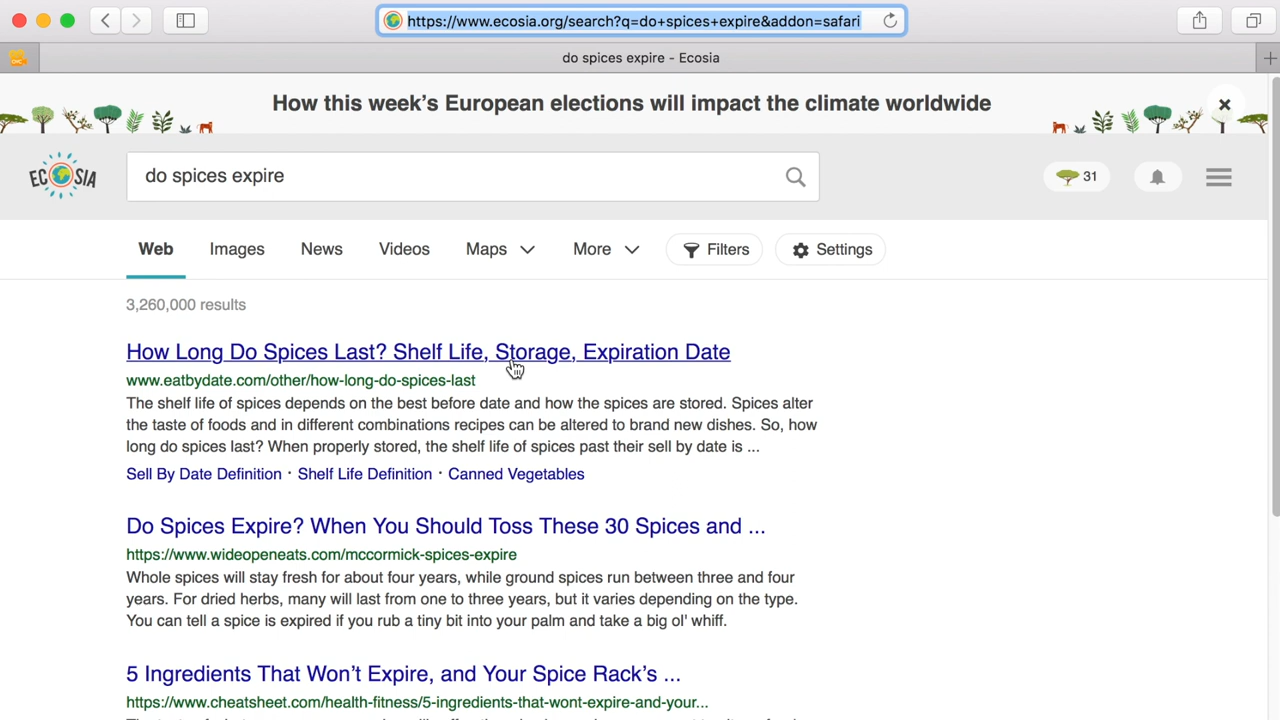 https://www.ecosia.org/search?q=do+spices+expire&addon=safari
do spices expire - Ecosia
How this week’s European elections will impact the climate worldwide
ECOSIA
do spices expire
31
Web Images News Videos Maps More Filters Settings
3,260,000 results
How Long Do Spices Last? Shelf Life, Storage, Expiration Date
www.eatbydate.com/other/how-long-do-spices-last
The shelf life of spices depends on the best before date and how the spices are stored. Spices alter
the taste of foods and in different combinations recipes can be altered to brand new dishes. So, how
long do spices last? When properly stored, the shelf life of spices past their sell by date is ...
Sell By Date Definition · Shelf Life Definition · Canned Vegetables
Do Spices Expire? When You Should Toss These 30 Spices and ...
https://www.wideopeneats.com/mccormick-spices-expire
Whole spices will stay fresh for about four years, while ground spices run between three and four
years. For dried herbs, many will last from one to three years, but it varies depending on the type.
You can tell a spice is expired if you rub a tiny bit into your palm and take a big ol' whiff.
5 Ingredients That Won’t Expire, and Your Spice Rack’s ...
https://www.cheatsheet.com/health-fitness/5-ingredients-that-wont-expire-and-your...